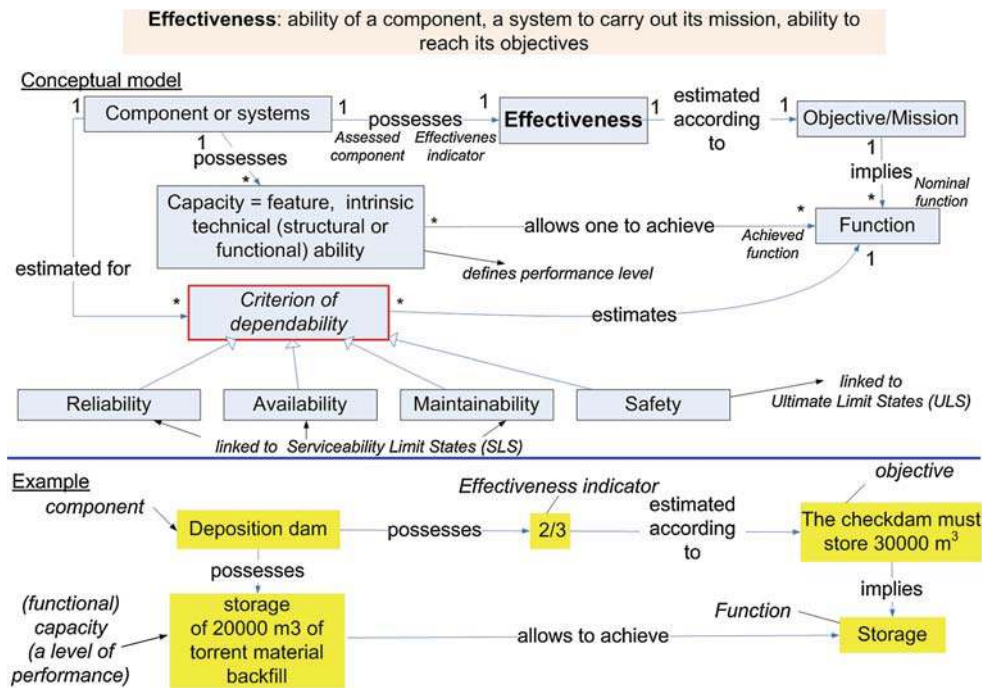 Effectiveness: ability of a component, a system to carry out its mission, ability to
reach its objectives
Conceptual model
1
Component or systems
1
possesses
1
Effectiveness
1
estimated
according
to
1
Objective/Mission
Assessed
component
Effectivenes
indicator
1
possesses
*
1
implies
*
Nominal
function
Capacity = feature, intrinsic
technical (structural or
functional) ability
*
allows one to achieve
*
Achieved
function
Function
1
defines performance level
estimated for
*
Criterion of
dependability
*
estimates
Reliability
Availability
Maintainability
Safety
linked to
Ultimate Limit States (ULS)
linked to Serviceability Limit States (SLS)
Example
component
Deposition dam
possesses
Effectiveness indicator
2/3
estimated
according
to
objective
The checkdam must
store 30000 m³
possesses
implies
(functional)
capacity
(a level of
performance)
storage
of 20000 m3 of
torrent material
backfill
allows to achieve
Function
Storage